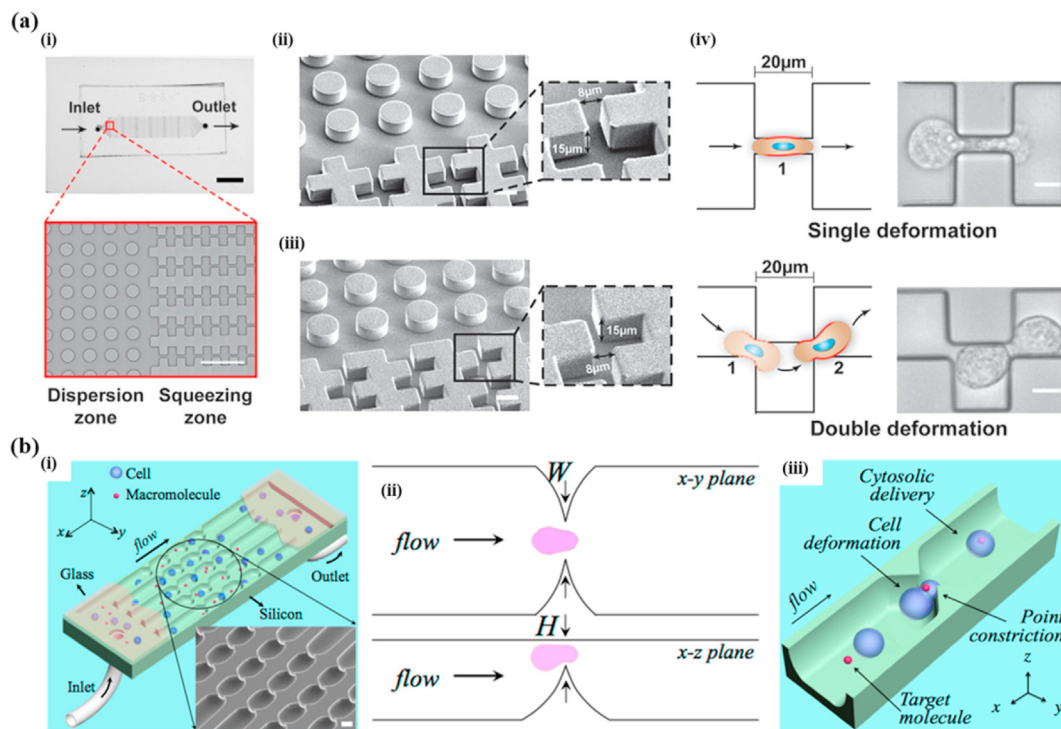 (a)
(i)
Inlet
Outlet
Dispersion
zone
Squeezing
zone
(ii)
8μm
15μm
(iii)
15μm
8μm
(iv)
20μm
1
Single deformation
20μm
1
2
Double deformation
(b)
(i)
Cell
Macromolecule
z
x
y
flow
Glass
Outlet
Silicon
Inlet
(ii)
W
x-y plane
flow
H
x-z plane
flow
(iii)
Cytosolic
delivery
Cell
deformation
flow
Point
constriction
Target
molecule
z
x
y